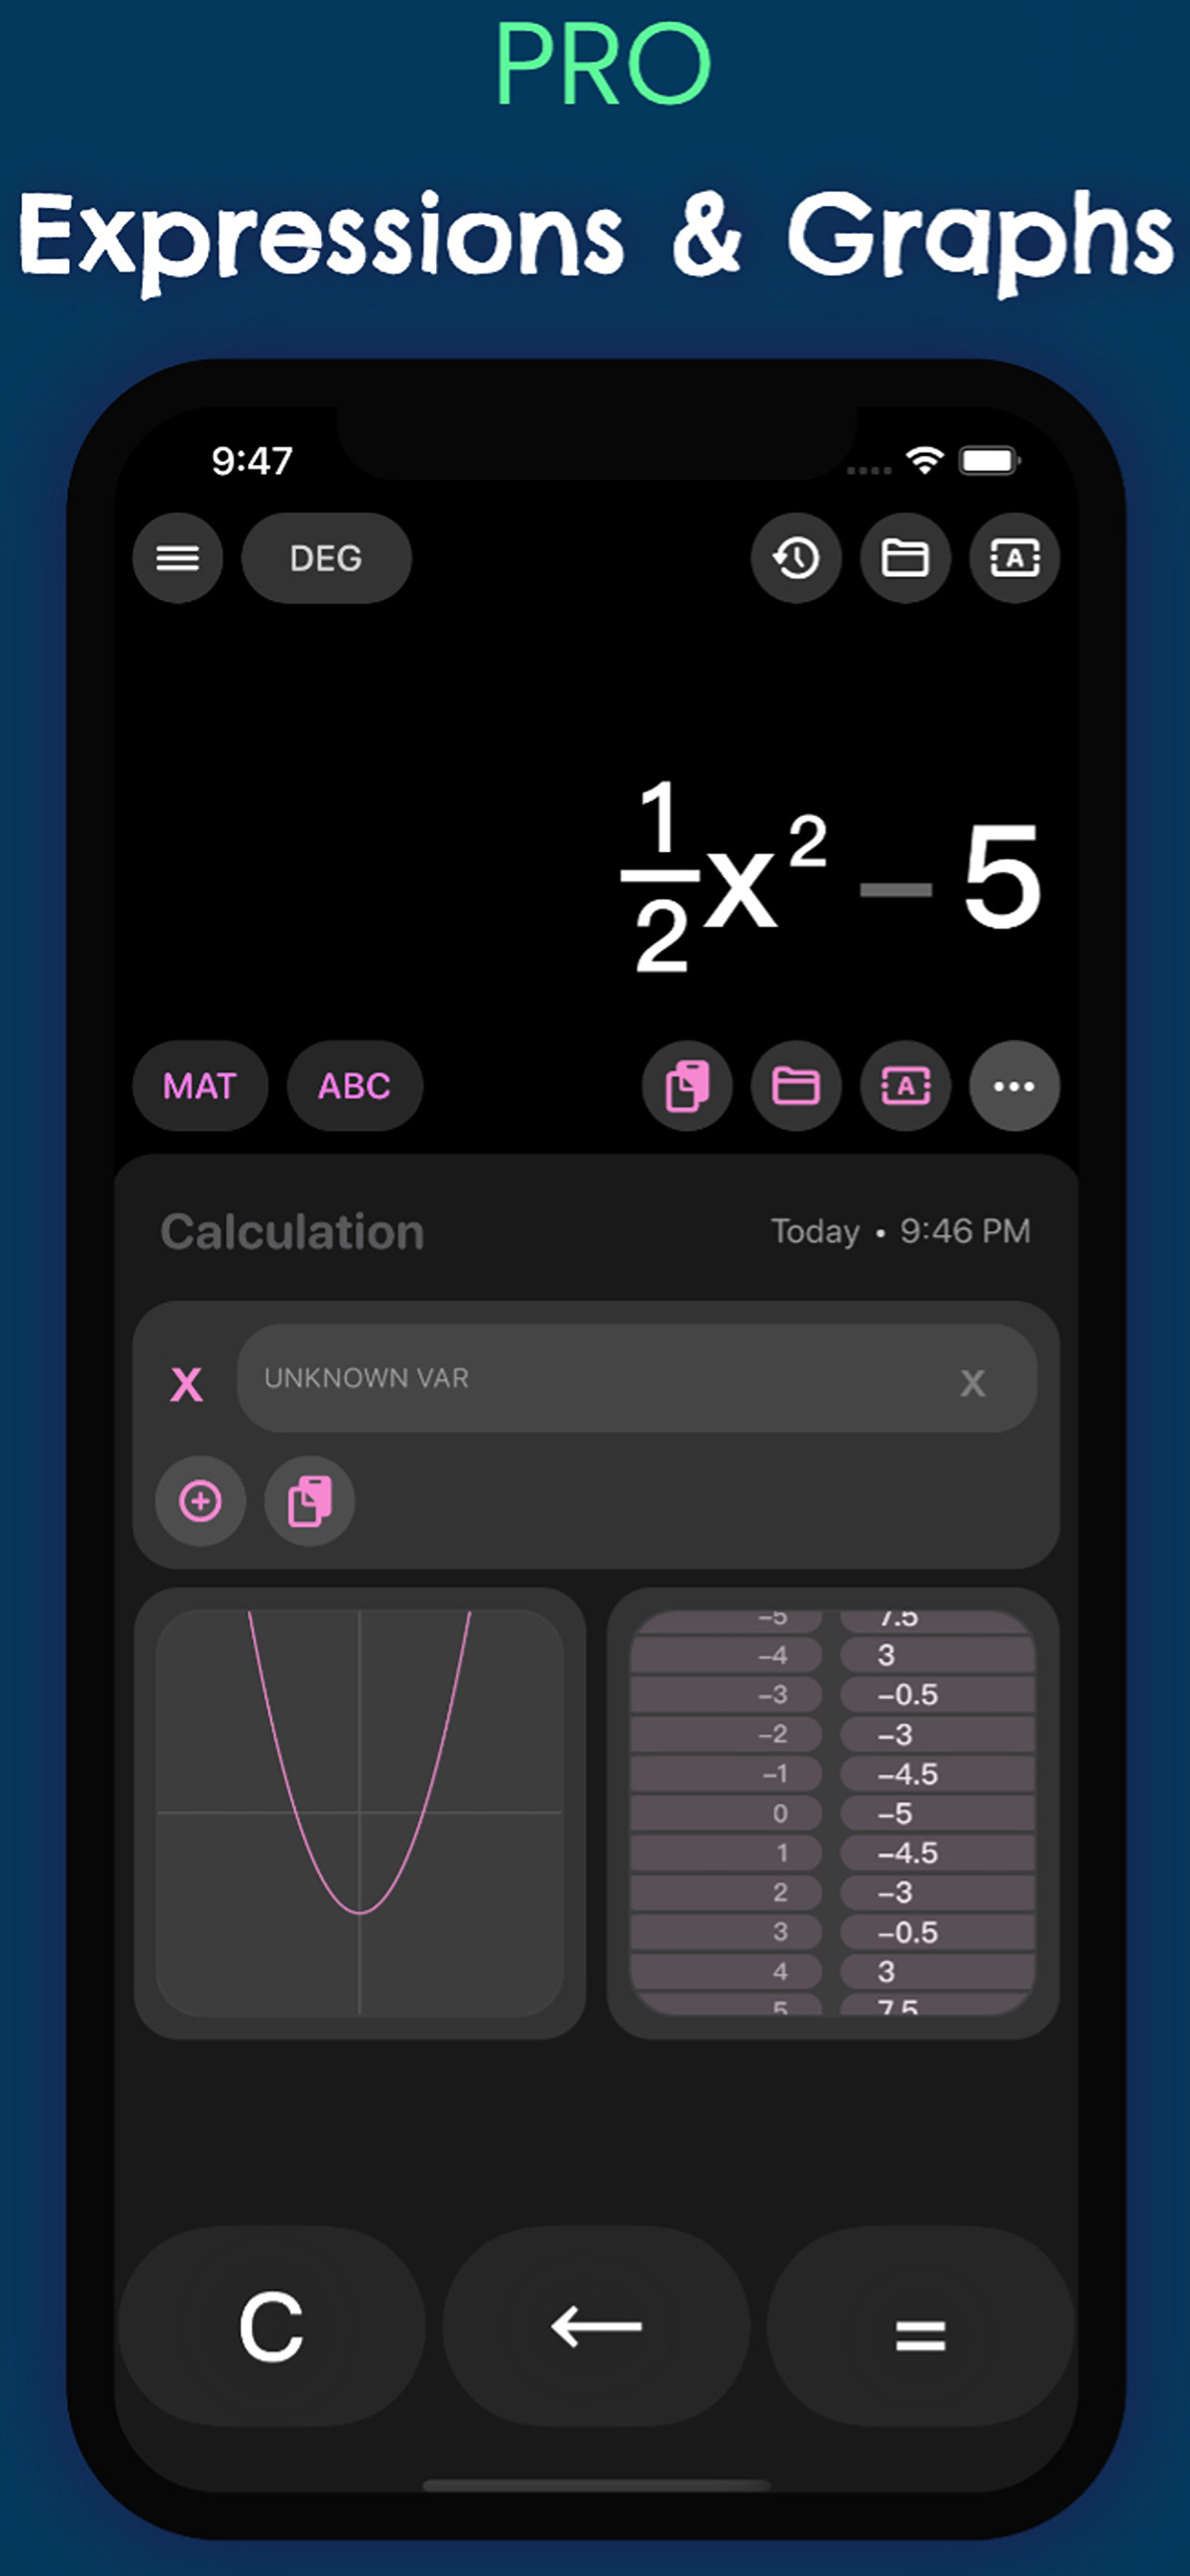 PRO
Expressions & Graphs
9:47
DEG
A
1/2 x² – 5
MAT ABC A
Calculation Today • 9:46 PM
x UNKNOWN VAR x
–5 7.5
–4 3
–3 –0.5
–2 –3
–1 –4.5
0 –5
1 –4.5
2 –3
3 –0.5
4 3
5 7.5
C ← =